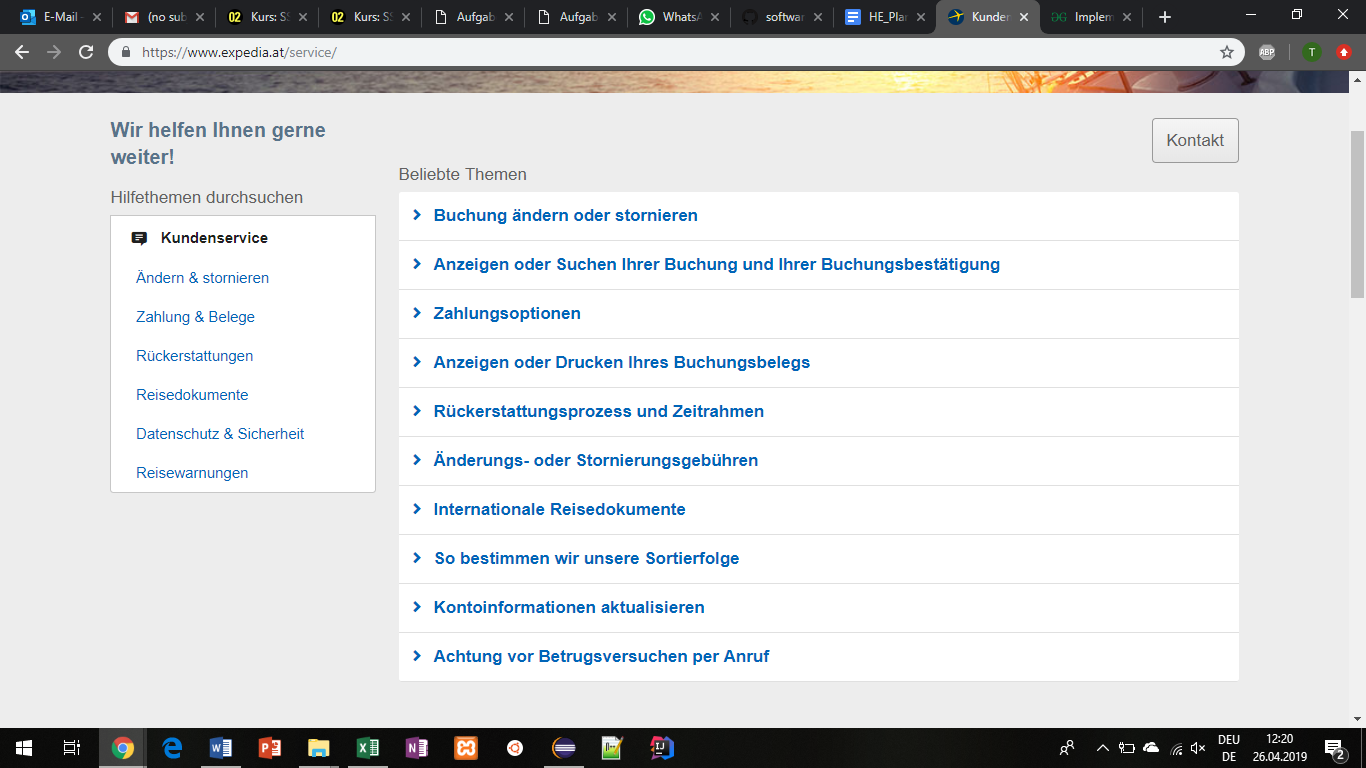 E-Mail -
(no sub
02 Kurs: SS
02 Kurs: SS
Aufgab
Aufgab
WhatsA
softwar
HE_Plan
Kunden
Implem
https://www.expedia.at/service/
ABP
T
Wir helfen Ihnen gerne
weiter!
Kontakt
Hilfethemen durchsuchen
Kundenservice
Ändern & stornieren
Zahlung & Belege
Rückerstattungen
Reisedokumente
Datenschutz & Sicherheit
Reisewarnungen
Beliebte Themen
Buchung ändern oder stornieren
Anzeigen oder Suchen Ihrer Buchung und Ihrer Buchungsbestätigung
Zahlungsoptionen
Anzeigen oder Drucken Ihres Buchungsbelegs
Rückerstattungsprozess und Zeitrahmen
Änderungs- oder Stornierungsgebühren
Internationale Reisedokumente
So bestimmen wir unsere Sortierfolge
Kontoinformationen aktualisieren
Achtung vor Betrugsversuchen per Anruf
DEU
DE
12:20
26.04.2019
2